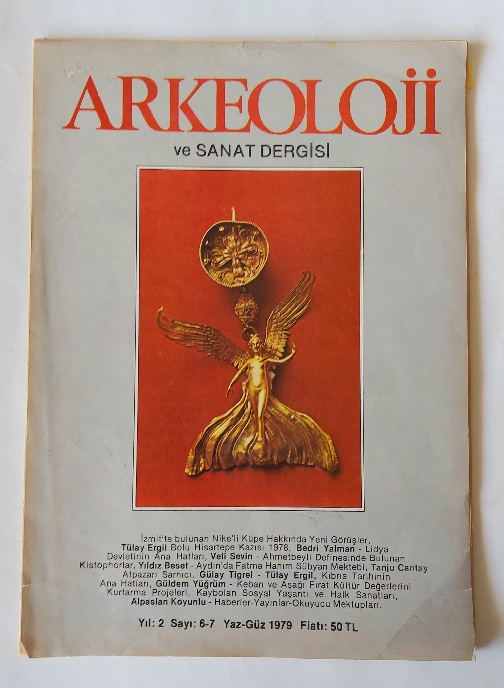 ARKEOLOJİ
ve SANAT DERGİSİ
İzmit'te bulunan Nike'li Küpe Hakkında Yeni Görüşler,
Tülay Ergil Bolu Hisartepe Kazısı 1978, Bedri Yalman - Lidya
Devletinin Ana Hatları, Veli Sevin - Ahmetbeyli Definesinde Bulunan
Kistophorlar, Yıldız Beset - Aydın'da Fatma Hanım Sübyan Mektebi, Tanju Cantay
Atpazarı Sarnıcı, Gülay Tigrel - Tülay Ergil, Kıbrıs Tarihinin
Ana Hatları, Güldem Yüğrüm - Keban ve Aşağı Fırat Kültür Değerlerini
Kurtarma Projeleri, Kaybolan Sosyal Yaşantı ve Halk Sanatları,
Alpaslan Koyunlu - Haberler-Yayınlar-Okuyucu Mektupları.
Yıl: 2 Sayı: 6-7 Yaz-Güz 1979 Fiatı: 50 TL